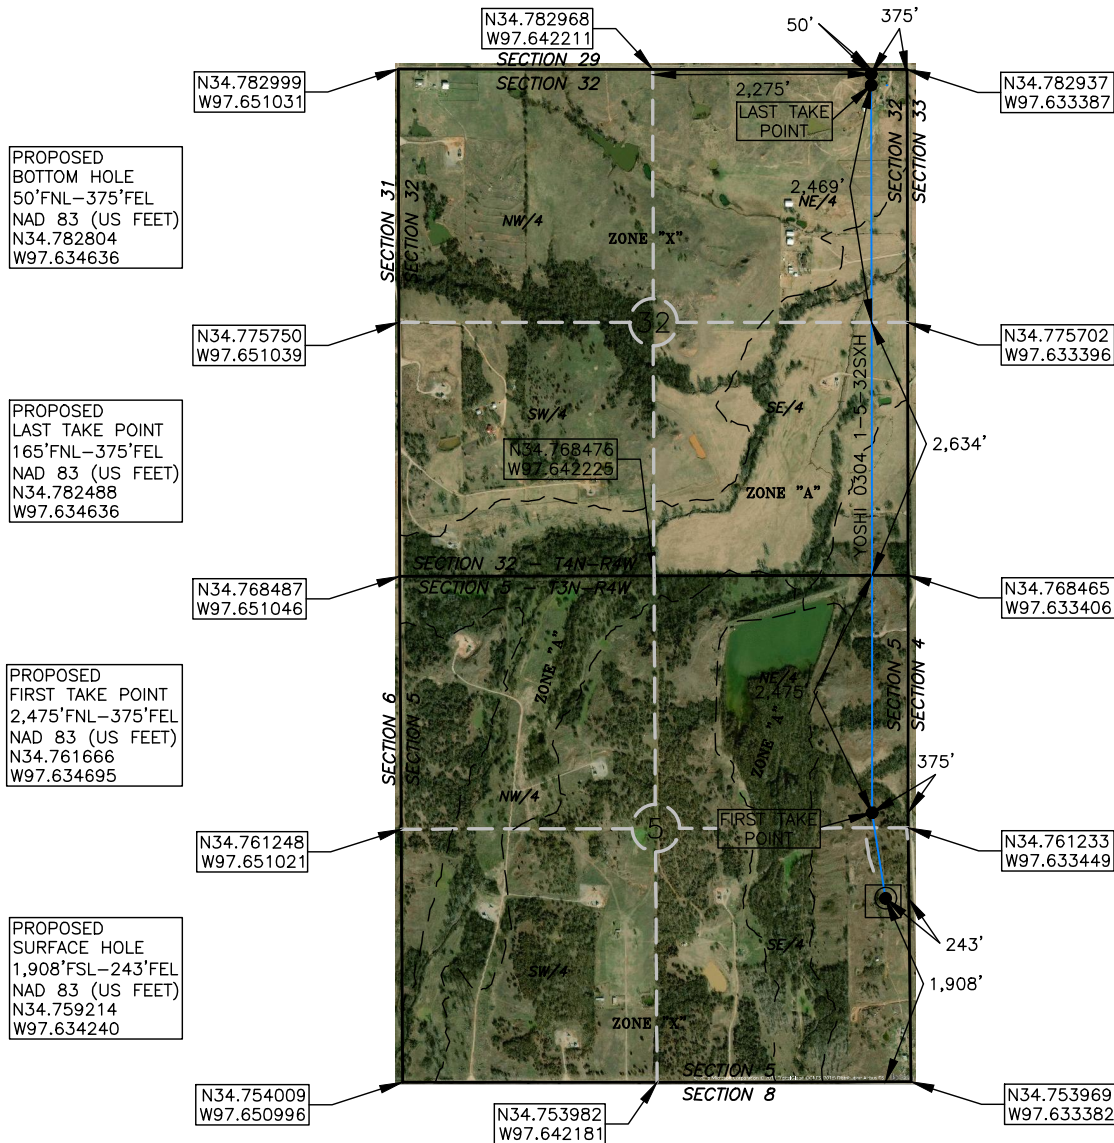 N34.782968
W97.642211
50'
375'
SECTION 29
SECTION 32
N34.782999
W97.651031
N34.782937
W97.633387
2,275'
LAST TAKE
POINT
SECTION 32
SECTION 33
PROPOSED
BOTTOM HOLE
50'FNL-375'FEL
NAD 83 (US FEET)
N34.782804
W97.634636
SECTION 31
SECTION 32
2,469'
NE/4
NW/4
ZONE "X"
N34.775750
W97.651039
32
N34.775702
W97.633396
PROPOSED
LAST TAKE POINT
165'FNL-375'FEL
NAD 83 (US FEET)
N34.782488
W97.634636
SW/4
SE/4
YOSHI 0304 1-5-32SXH
2,634'
N34.768476
W97.642225
ZONE "A"
SECTION 32 - T4N-R4W
SECTION 5 - T3N-R4W
N34.768487
W97.651046
N34.768465
W97.633406
PROPOSED
FIRST TAKE POINT
2,475'FNL-375'FEL
NAD 83 (US FEET)
N34.761666
W97.634695
SECTION 6
SECTION 5
ZONE "A"
NE/4
2,475'
ZONE "A"
SECTION 5
SECTION 4
375'
NW/4
FIRST TAKE
POINT
5
N34.761248
W97.651021
N34.761233
W97.633449
PROPOSED
SURFACE HOLE
1,908'FSL-243'FEL
NAD 83 (US FEET)
N34.759214
W97.634240
243'
SE/4
SW/4
1,908'
ZONE "X"
SECTION 5
SECTION 8
N34.754009
W97.650996
N34.753982
W97.642181
N34.753969
W97.633382